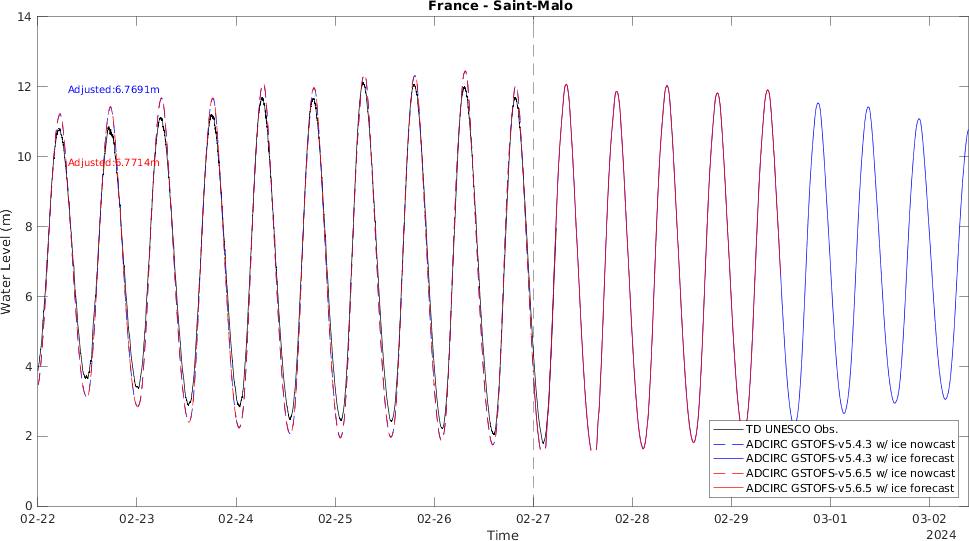 France - Saint-Malo
14
12
10
8
6
4
2
0
Water Level (m)
Adjusted:6.7691m
Adjusted:6.7714m
TD UNESCO Obs.
ADCIRC GSTOFS-v5.4.3 w/ ice nowcast
ADCIRC GSTOFS-v5.4.3 w/ ice forecast
ADCIRC GSTOFS-v5.6.5 w/ ice nowcast
ADCIRC GSTOFS-v5.6.5 w/ ice forecast
02-22 02-23 02-24 02-25 02-26 02-27 02-28 02-29 03-01 03-02
Time
2024